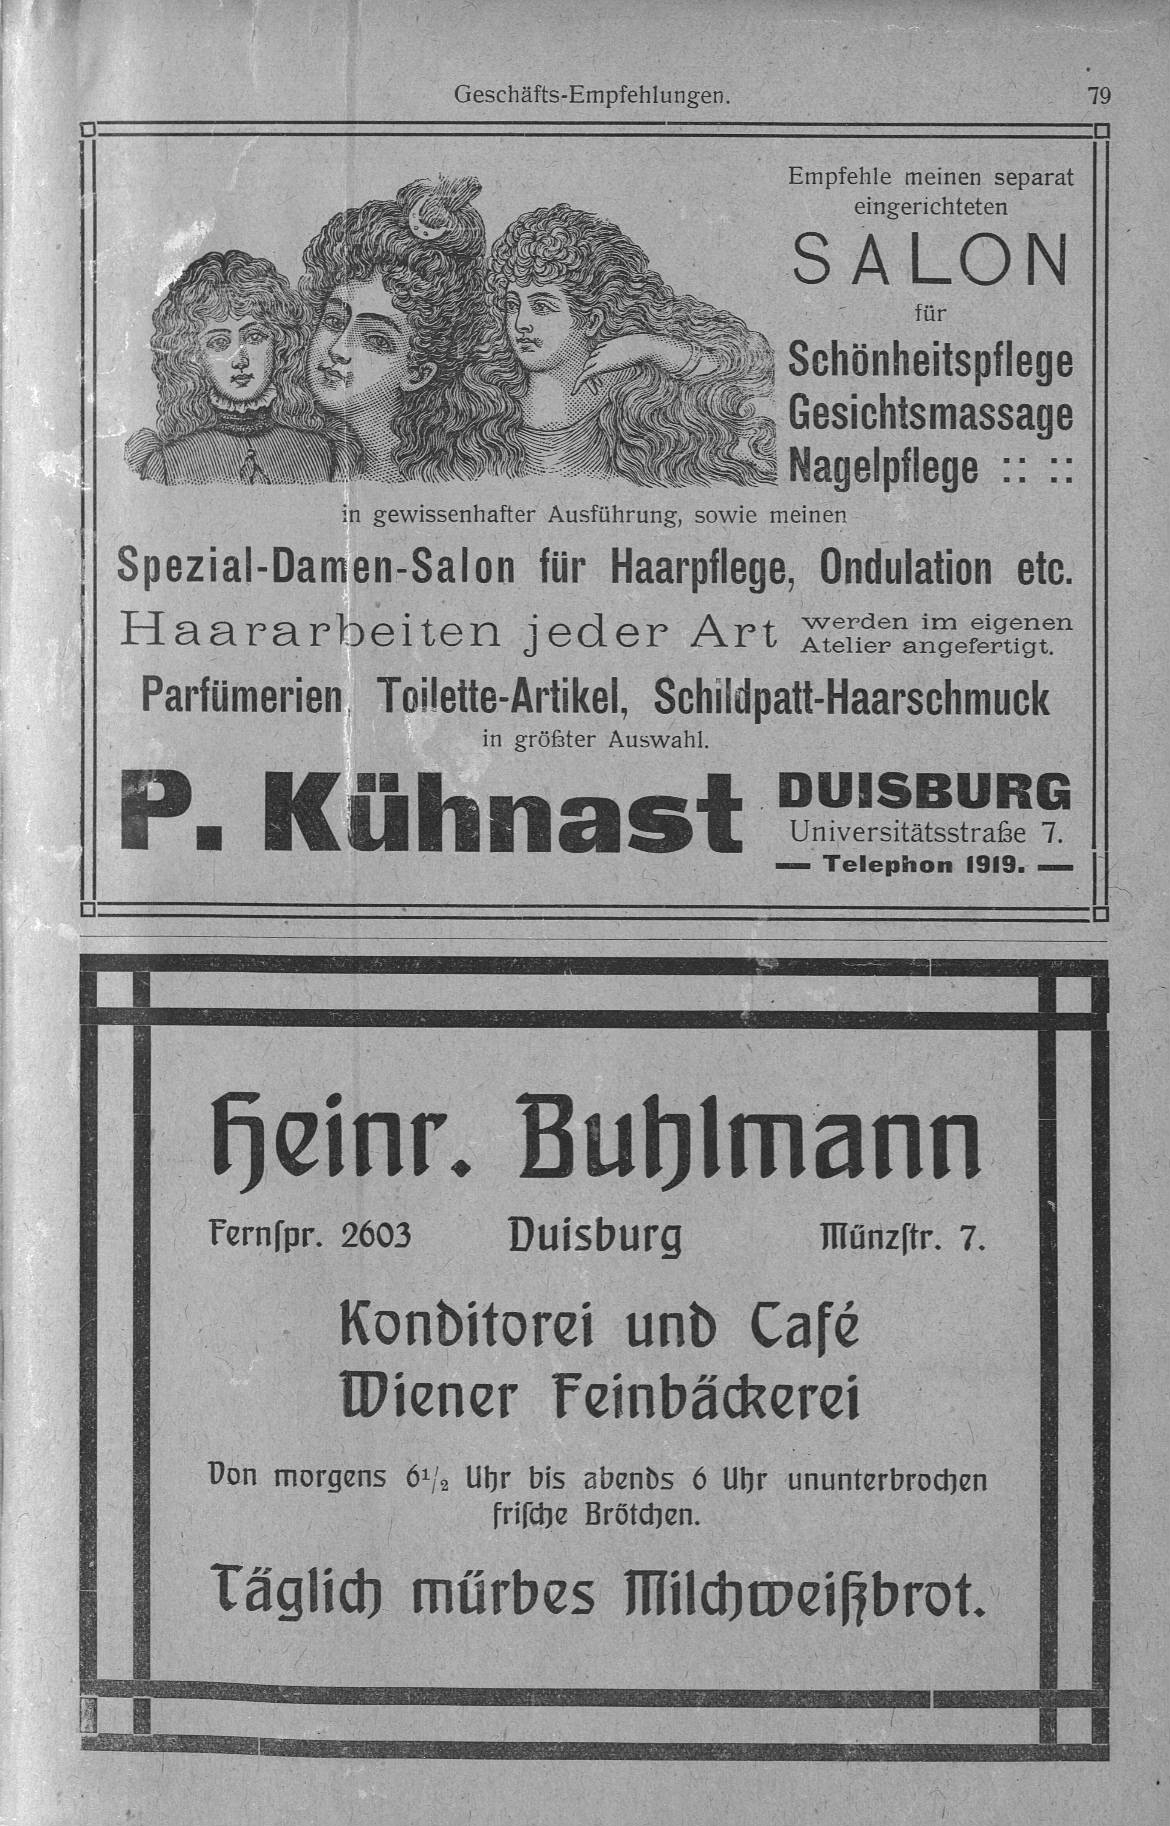 Geschäfts-Empfehlungen. 79
Empfehle meinen separat
eingerichteten
SALON
für
Schönheitspflege
Gesichtsmassage
Nagelpflege :: ::
in gewissenhafter Ausführung, sowie meinen
Spezial-Damen-Salon für Haarpflege, Ondulation etc.
Haararbeiten jeder Art werden im eigenen
Atelier angefertigt.
Parfümerien, Toilette-Artikel, Schildpatt-Haarschmuck
in größter Auswahl.
P. Kühnast
DUISBURG
Universitätsstraße 7.
— Telephon 1919. —
Heinr. Buhlmann
Fernſpr. 2603 Duisburg Münzſtr. 7.
Konditorei und Café
Wiener Feinbäckerei
Von morgens 6½ Uhr bis abends 6 Uhr ununterbrochen
friſche Brötchen.
Täglich mürbes Milchweißbrot.